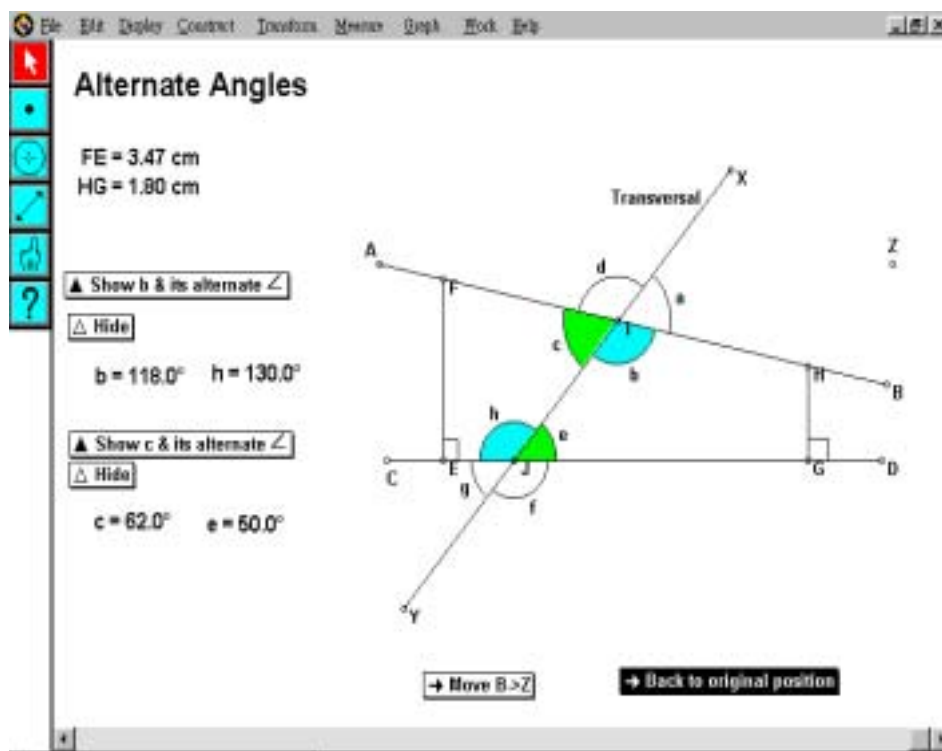 File Edit Display Construct Transform Measure Graph Work Help
Alternate Angles
FE = 3.47 cm
HG = 1.80 cm
▲ Show b & its alternate ∠
△ Hide
b = 118.0° h = 130.0°
▲ Show c & its alternate ∠
△ Hide
c = 62.0° e = 50.0°
X
Transversal
Z
A
d
F
a
I
c
b
H
B
h
e
C
E
J
G
D
g
f
Y
→ Move B->Z
→ Back to original position
?